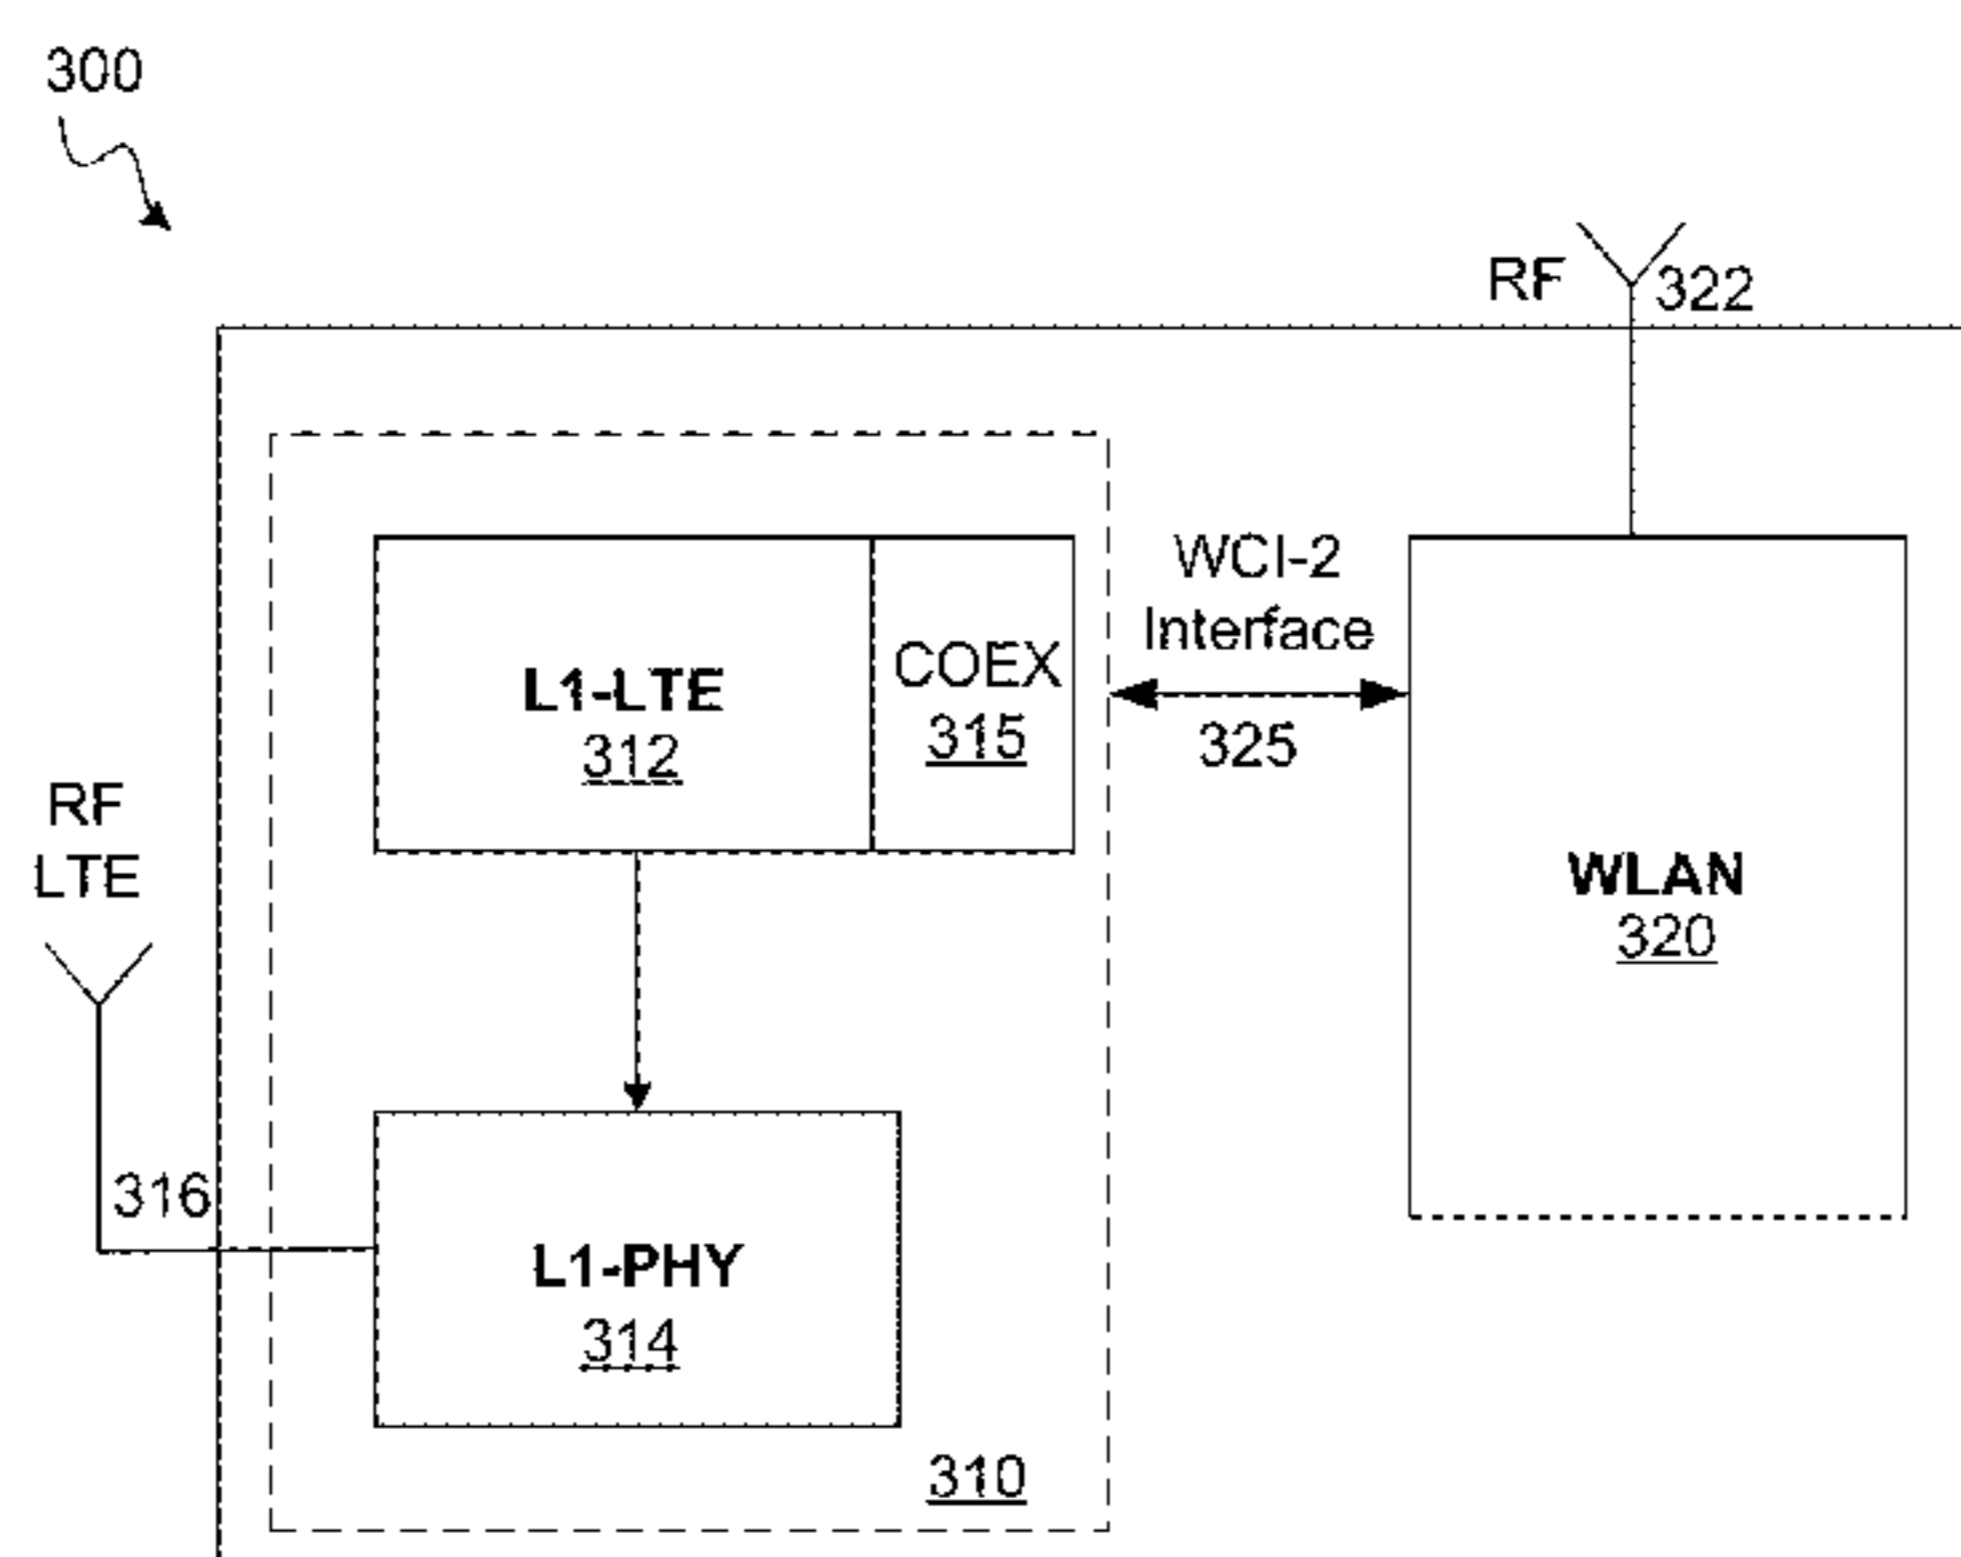 300
RF
322
WCI-2
Interface
325
L1-LTE
312
COEX
315
RF
LTE
316
WLAN
320
L1-PHY
314
310